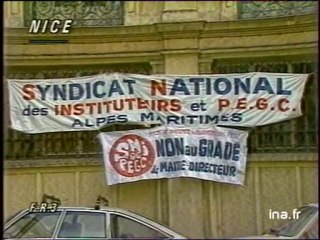 NICE
SYNDICAT NATIONAL
des INSTITUTEURS et P.E.G.C.
ALPES MARITIMES
SNI
PEGC
NON au GRADE
de MAITRE-DIRECTEUR
FR3
ina.fr